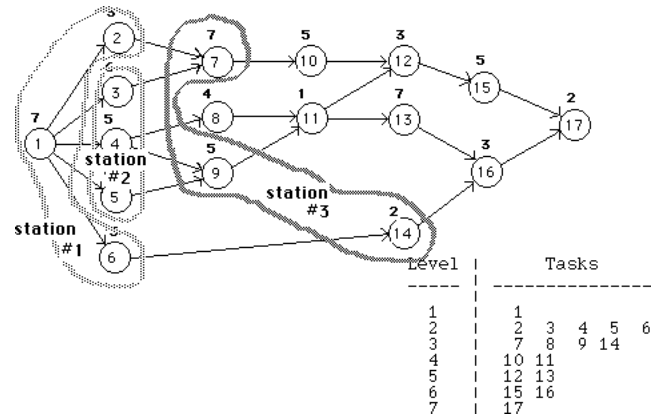 3
2
7
7
5
10
3
12
5
15
2
17
3
7
1
5
4
4
8
1
11
7
13
3
16
station
#2
5
9
5
station
#3
2
14
station
#1
5
6
Level | Tasks
----- | ----------------
1 | 1
2 | 2 3 4 5 6
3 | 7 8 9 14
4 | 10 11
5 | 12 13
6 | 15 16
7 | 17